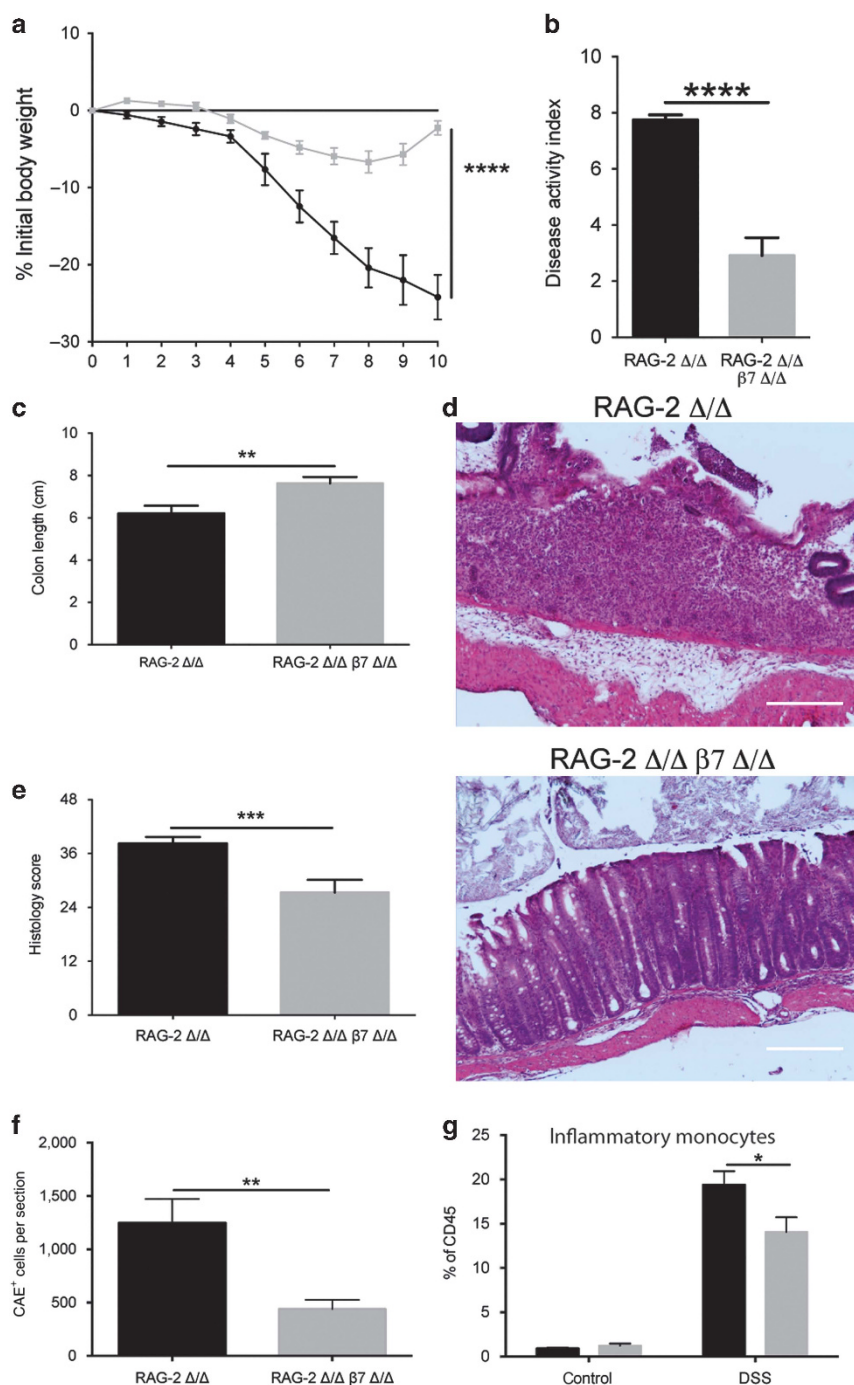 a
% Initial body weight
10
0
−10
−20
−30
0 1 2 3 4 5 6 7 8 9 10
****
b
Disease activity index
10
8
6
4
2
0
****
RAG-2 Δ/Δ
RAG-2 Δ/Δ
β7 Δ/Δ
c
Colon length (cm)
10
8
6
4
2
0
**
RAG-2 Δ/Δ
RAG-2 Δ/Δ β7 Δ/Δ
d
RAG-2 Δ/Δ
RAG-2 Δ/Δ β7 Δ/Δ
e
Histology score
48
36
24
12
0
***
RAG-2 Δ/Δ
RAG-2 Δ/Δ β7 Δ/Δ
f
CAE+ cells per section
2,000
1,500
1,000
500
0
**
RAG-2 Δ/Δ
RAG-2 Δ/Δ β7 Δ/Δ
g
Inflammatory monocytes
% of CD45
25
20
15
10
5
0
*
Control
DSS